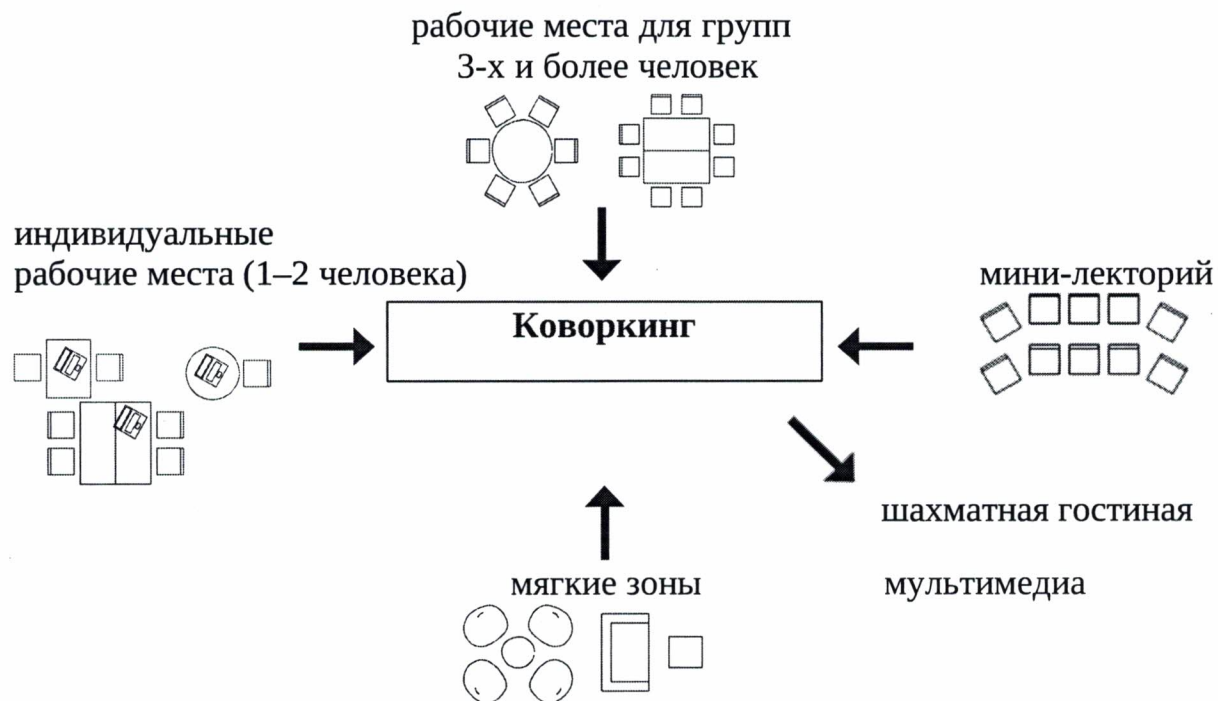 рабочие места для групп
3-х и более человек
индивидуальные
рабочие места (1–2 человека)
мини-лекторий
Коворкинг
шахматная гостиная
мягкие зоны
мультимедиа